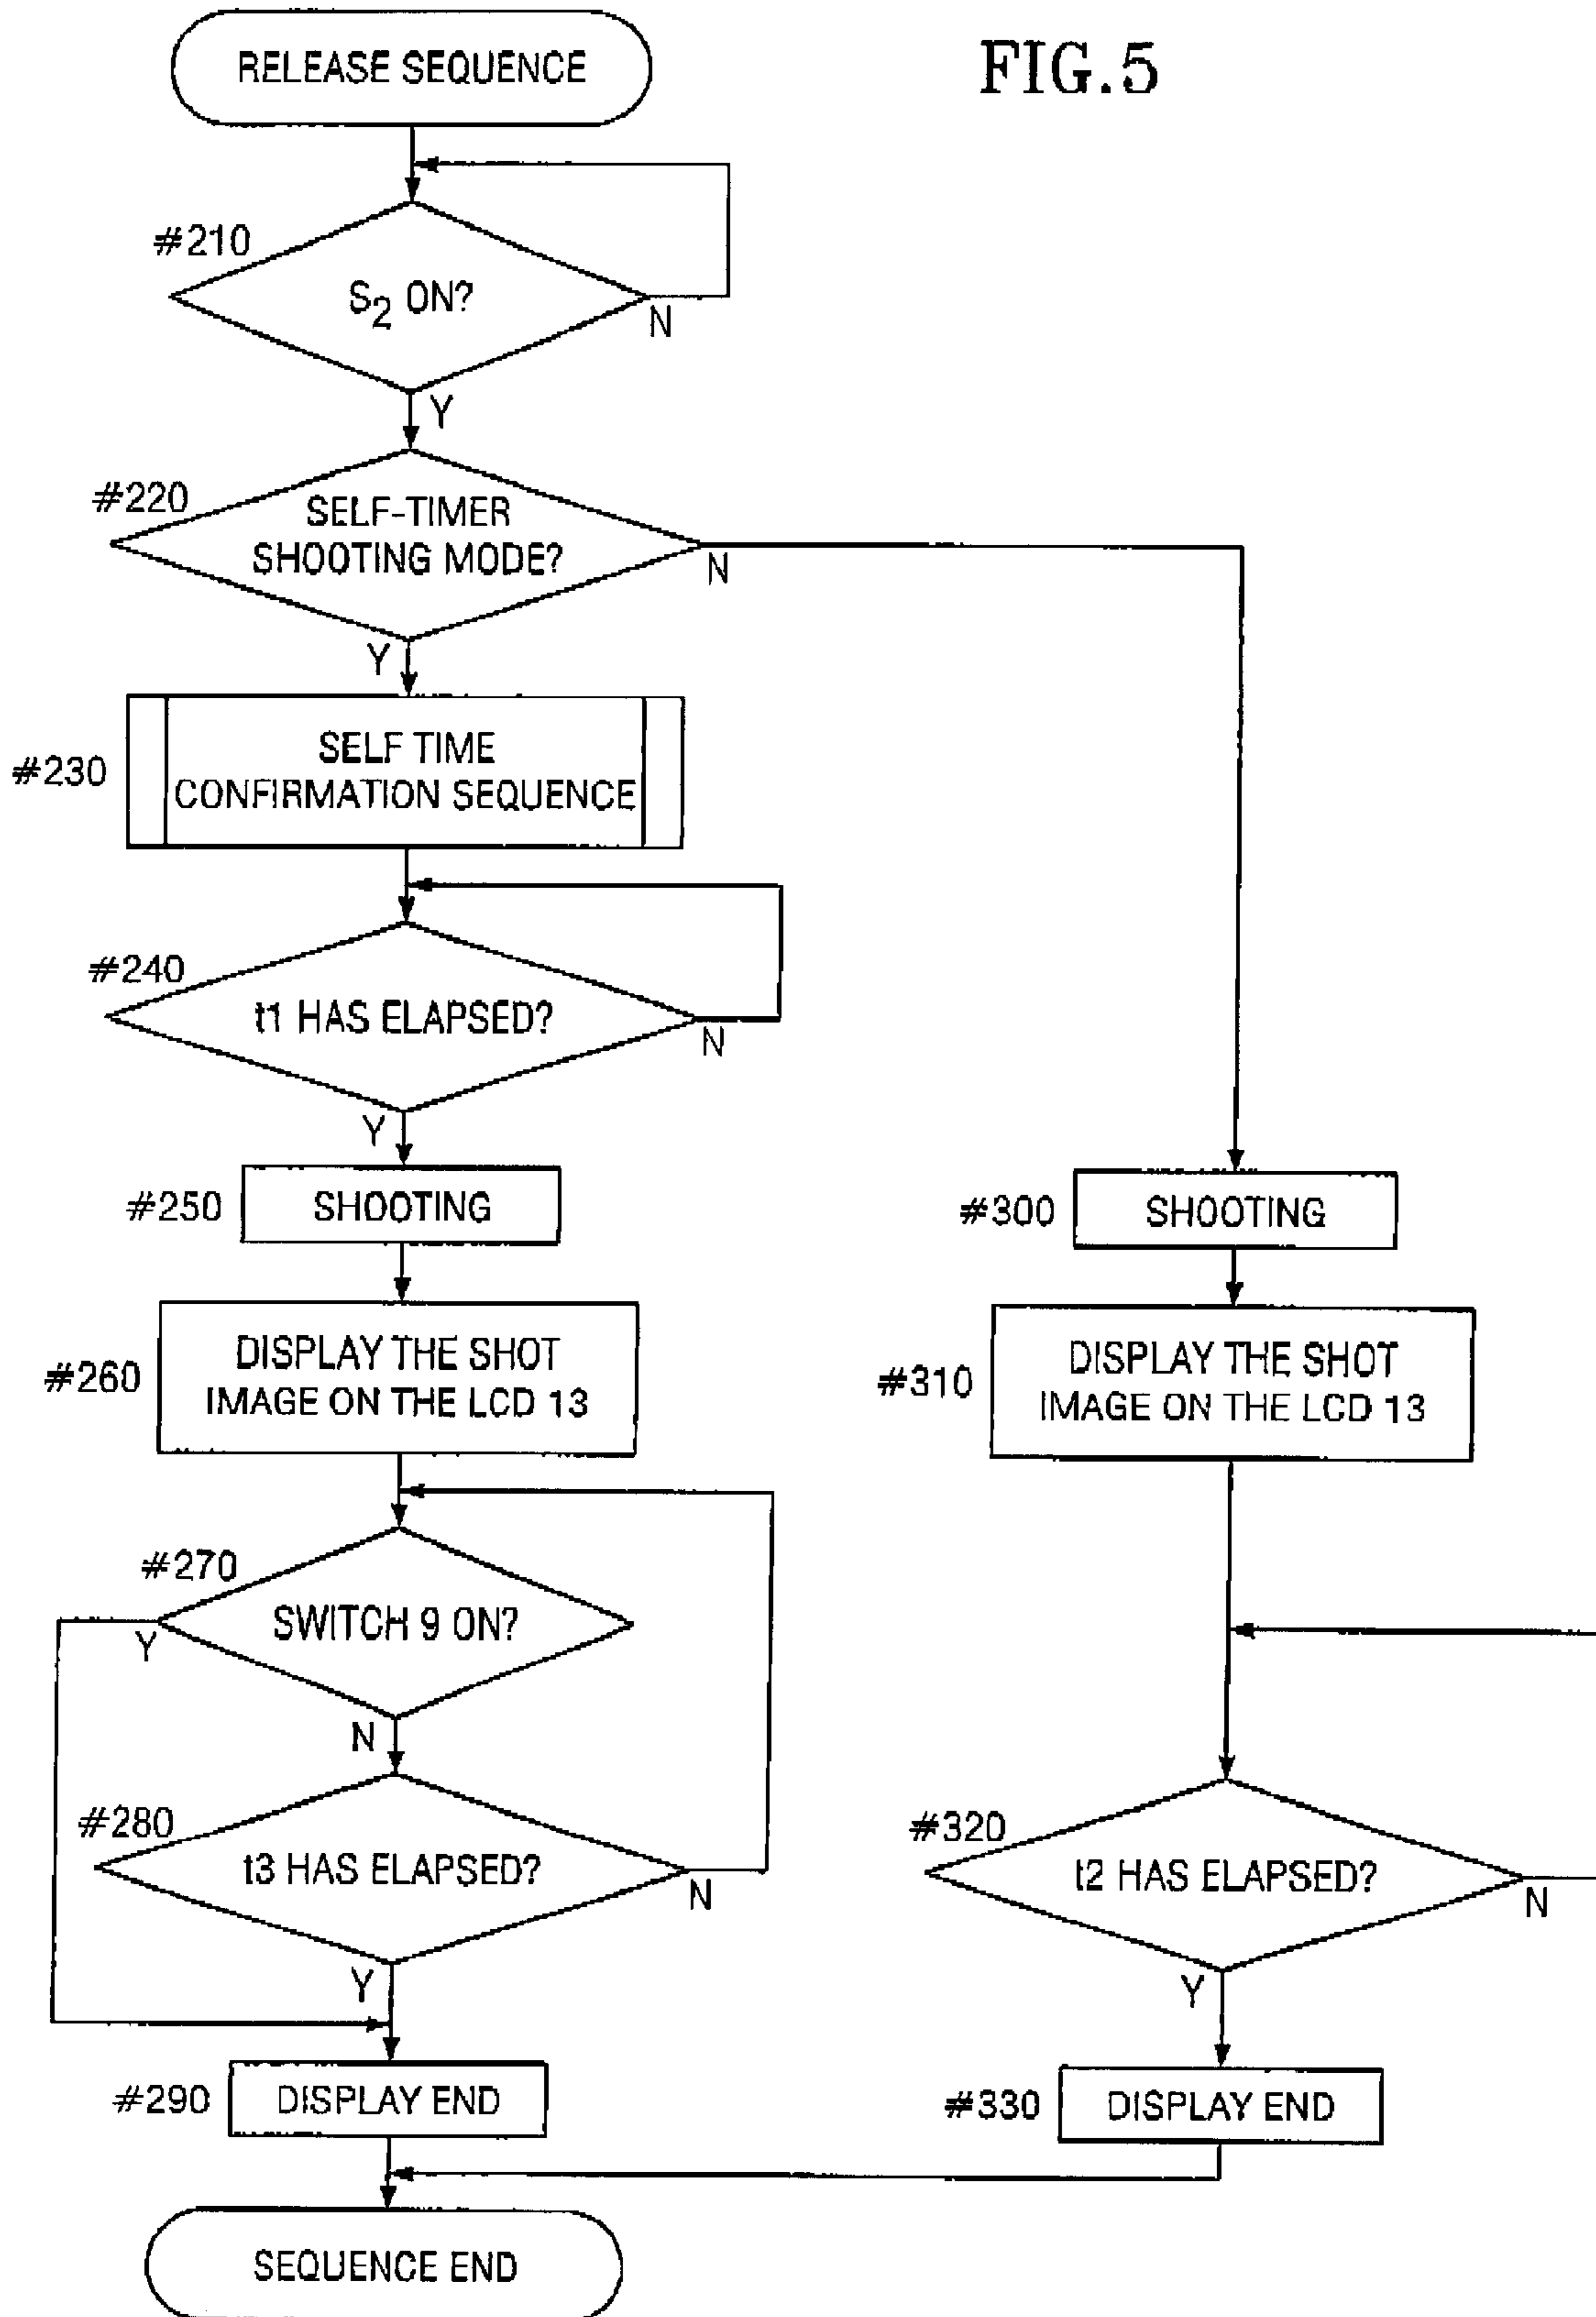 FIG.5
RELEASE SEQUENCE
#210
S2 ON?
N
Y
#220
SELF-TIMER
SHOOTING MODE?
N
Y
#230
SELF TIME
CONFIRMATION SEQUENCE
#240
t1 HAS ELAPSED?
N
Y
#250
SHOOTING
#260
DISPLAY THE SHOT
IMAGE ON THE LCD 13
#270
SWITCH 9 ON?
Y
N
#280
t3 HAS ELAPSED?
N
Y
#290
DISPLAY END
#300
SHOOTING
#310
DISPLAY THE SHOT
IMAGE ON THE LCD 13
#320
t2 HAS ELAPSED?
N
Y
#330
DISPLAY END
SEQUENCE END